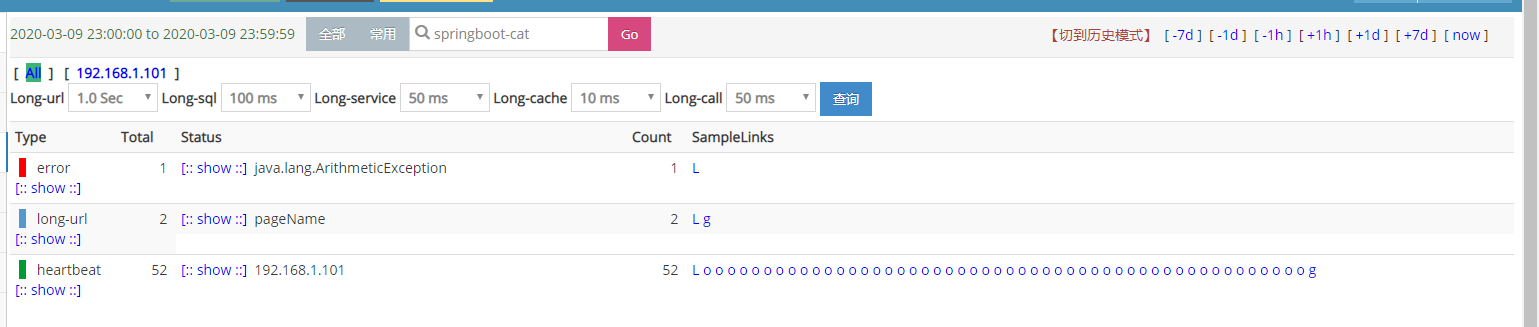 2020-03-09 23:00:00 to 2020-03-09 23:59:59 全部 常用 springboot-cat Go 【切到历史模式】 [ -7d ] [ -1d ] [ -1h ] [ +1h ] [ +1d ] [ +7d ] [ now ]
[ All ] [ 192.168.1.101 ]
Long-url 1.0 Sec Long-sql 100 ms Long-service 50 ms Long-cache 10 ms Long-call 50 ms 查询
Type Total Status Count SampleLinks
error 1 [:: show ::] java.lang.ArithmeticException 1 L
[:: show ::]
long-url 2 [:: show ::] pageName 2 L g
[:: show ::]
heartbeat 52 [:: show ::] 192.168.1.101 52 L o o o o o o o o o o o o o o o o o o o o o o o o o o o o o o o o o o o o o o o o o o o o o o o o o o g
[:: show ::]